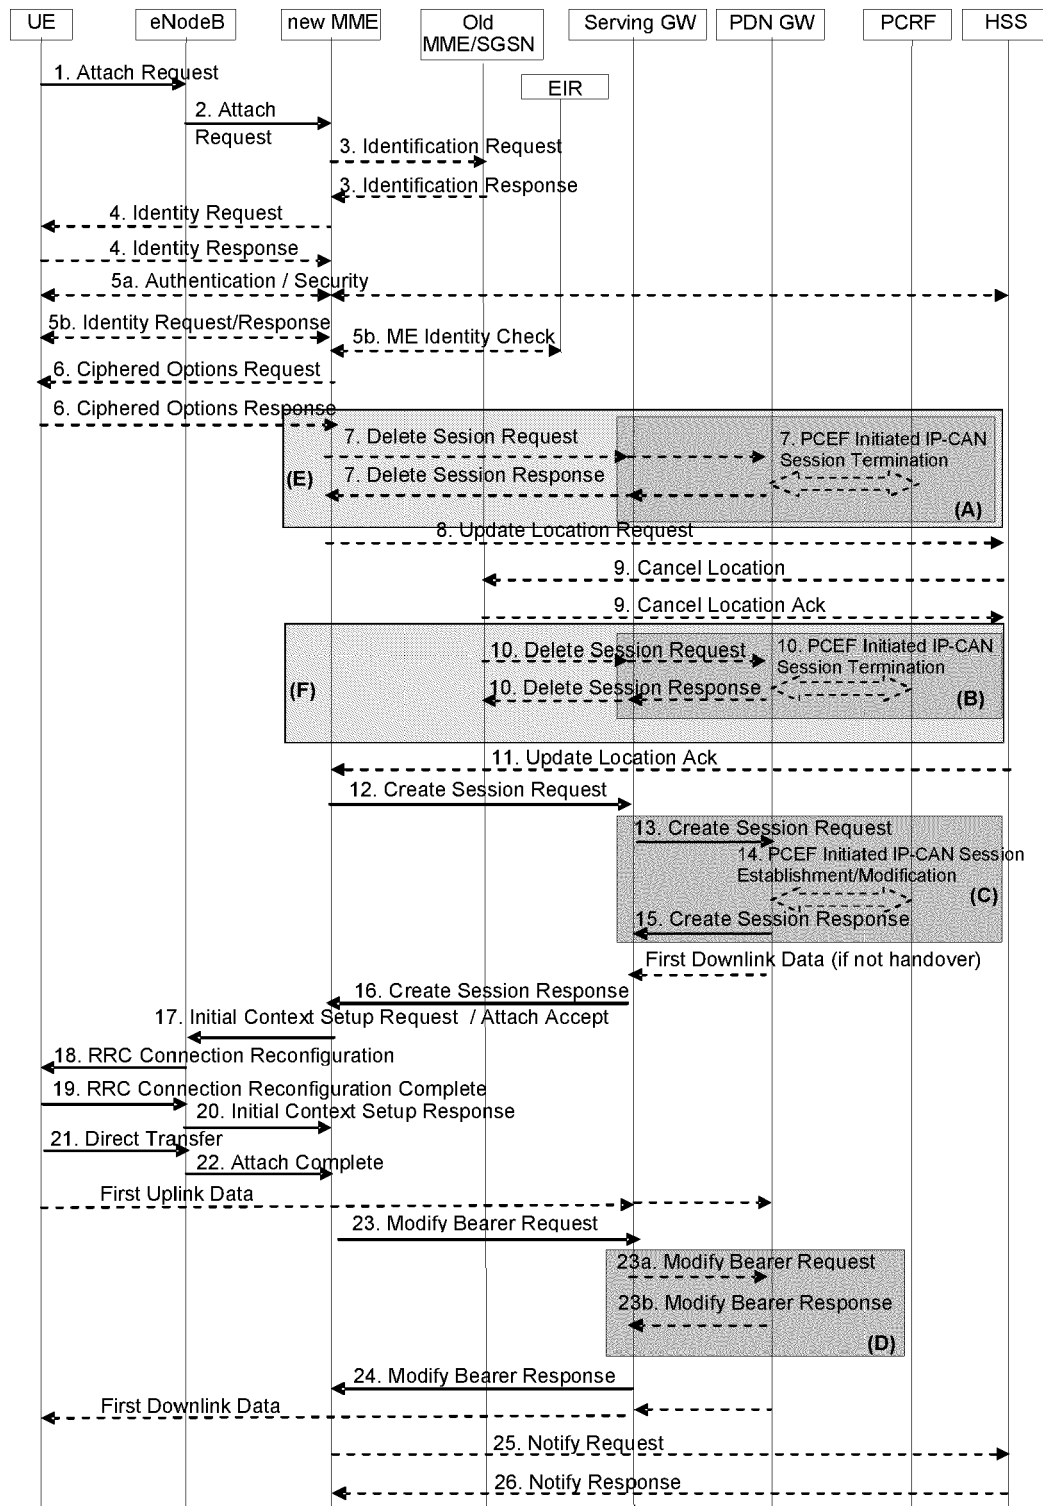 UE
eNodeB
new MME
Old
MME/SGSN
Serving GW
PDN GW
PCRF
HSS
EIR
1. Attach Request
2. Attach
Request
3. Identification Request
3. Identification Response
4. Identity Request
4. Identity Response
5a. Authentication / Security
5b. Identity Request/Response
5b. ME Identity Check
6. Ciphered Options Request
6. Ciphered Options Response
7. Delete Sesion Request
7. PCEF Initiated IP-CAN
Session Termination
(E)
7. Delete Session Response
(A)
8. Update Location Request
9. Cancel Location
9. Cancel Location Ack
10. Delete Session Request
10. PCEF Initiated IP-CAN
Session Termination
(F)
10. Delete Session Response
(B)
11. Update Location Ack
12. Create Session Request
13. Create Session Request
14. PCEF Initiated IP-CAN Session
Establishment/Modification
(C)
15. Create Session Response
First Downlink Data (if not handover)
16. Create Session Response
17. Initial Context Setup Request / Attach Accept
18. RRC Connection Reconfiguration
19. RRC Connection Reconfiguration Complete
20. Initial Context Setup Response
21. Direct Transfer
22. Attach Complete
First Uplink Data
23. Modify Bearer Request
23a. Modify Bearer Request
23b. Modify Bearer Response
(D)
24. Modify Bearer Response
First Downlink Data
25. Notify Request
26. Notify Response